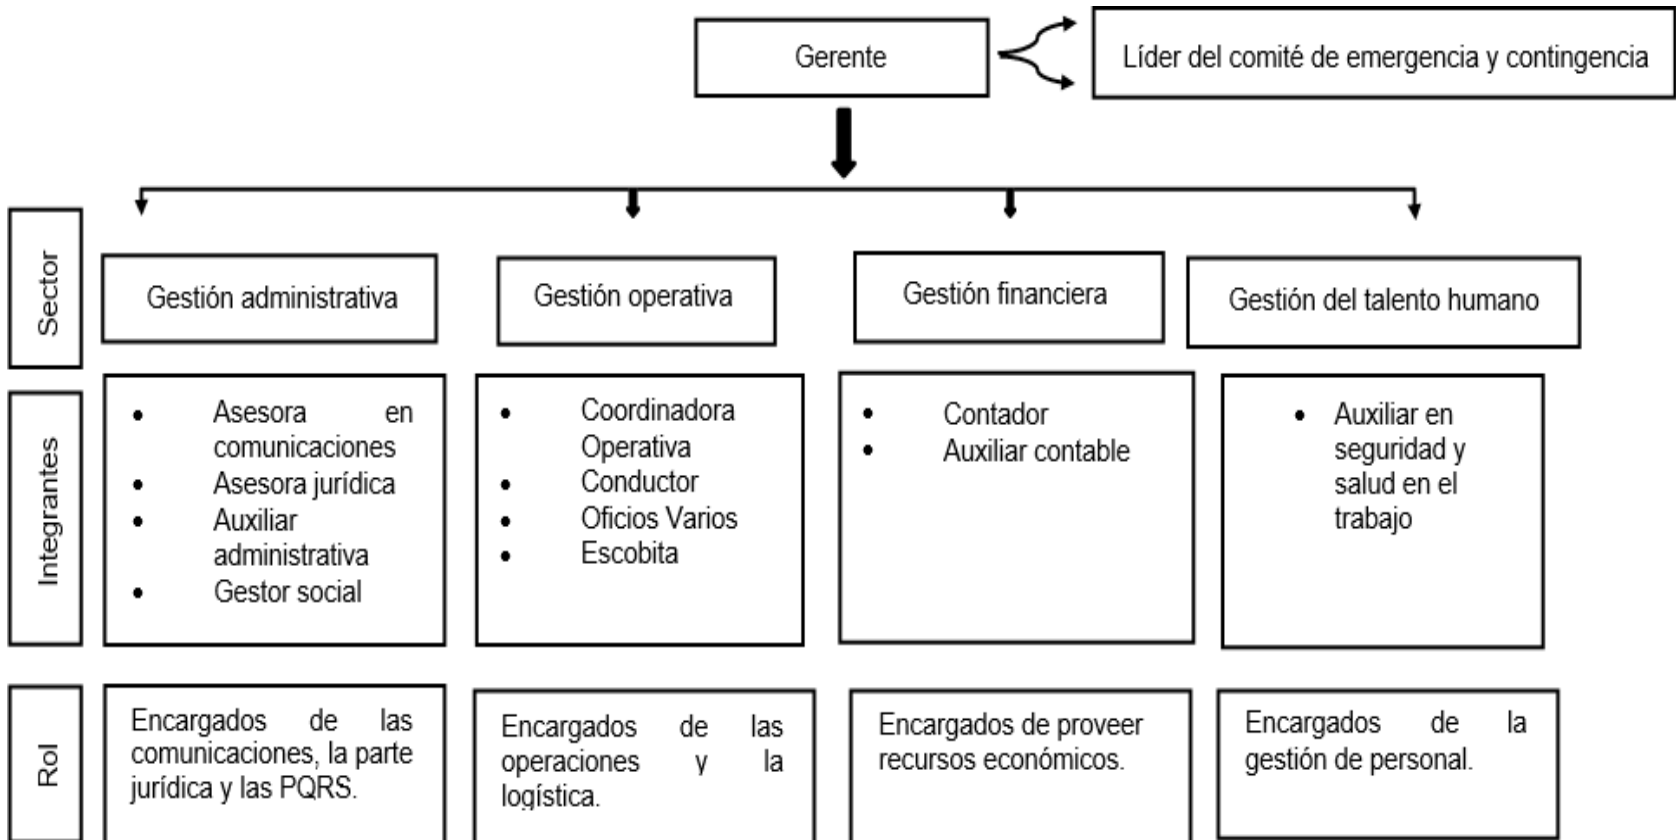 Gerente
Líder del comité de emergencia y contingencia
Sector
Gestión administrativa
Gestión operativa
Gestión financiera
Gestión del talento humano
Integrantes
• Asesora en
comunicaciones
• Asesora jurídica
• Auxiliar
administrativa
• Gestor social
• Coordinadora
Operativa
• Conductor
• Oficios Varios
• Escobita
• Contador
• Auxiliar contable
• Auxiliar en
seguridad y
salud en el
trabajo
Rol
Encargados de las
comunicaciones, la parte
jurídica y las PQRS.
Encargados de las
operaciones y la
logística.
Encargados de proveer
recursos económicos.
Encargados de la
gestión de personal.